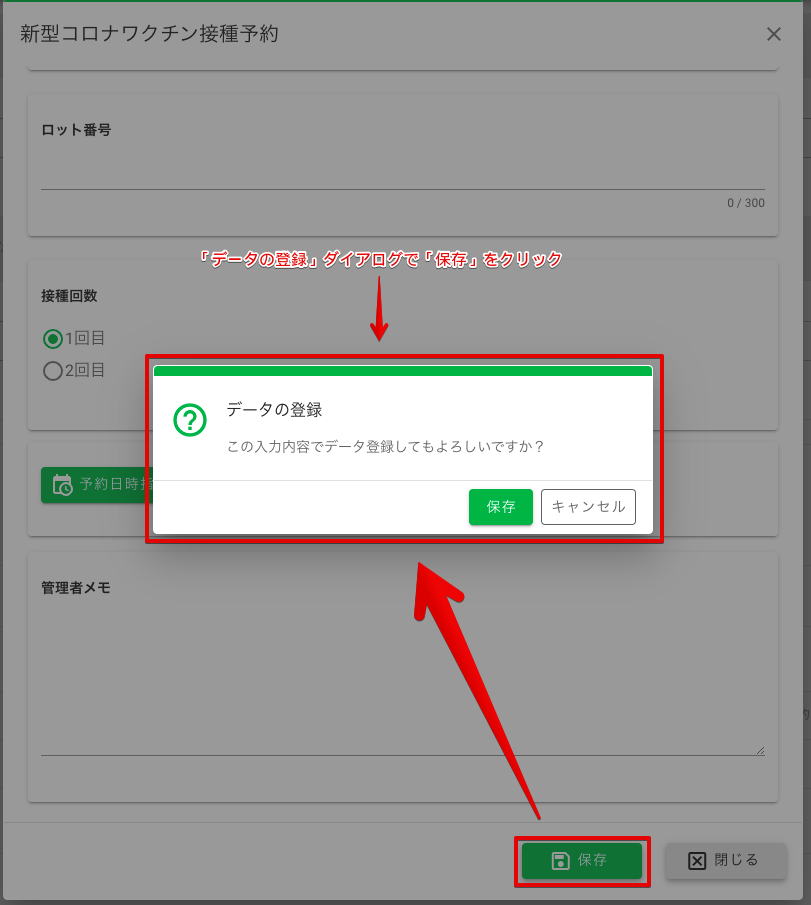 新型コロナワクチン接種予約
ロット番号
0 / 300
「データの登録」ダイアログで「保存」をクリック
接種回数
1回目
2回目
データの登録
この入力内容でデータ登録してもよろしいですか？
予約日時
保存 キャンセル
管理者メモ
保存 閉じる